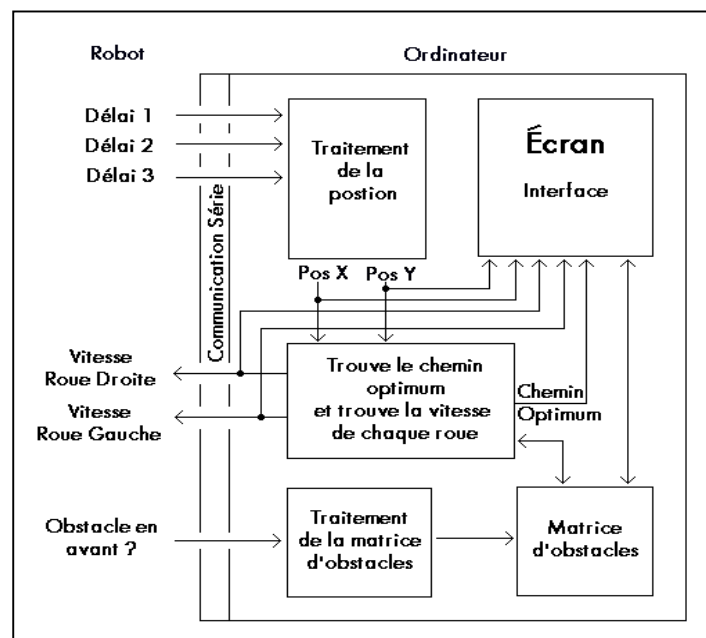 Robot
Ordinateur
Délai 1
Délai 2
Délai 3
Communication Série
Traitement
de la
postion
Écran
Interface
Pos X
Pos Y
Vitesse
Roue Droite
Vitesse
Roue Gauche
Trouve le chemin
optimum
et trouve la vitesse
de chaque roue
Chemin
Optimum
Obstacle en
avant ?
Traitement
de la matrice
d'obstacles
Matrice
d'obstacles